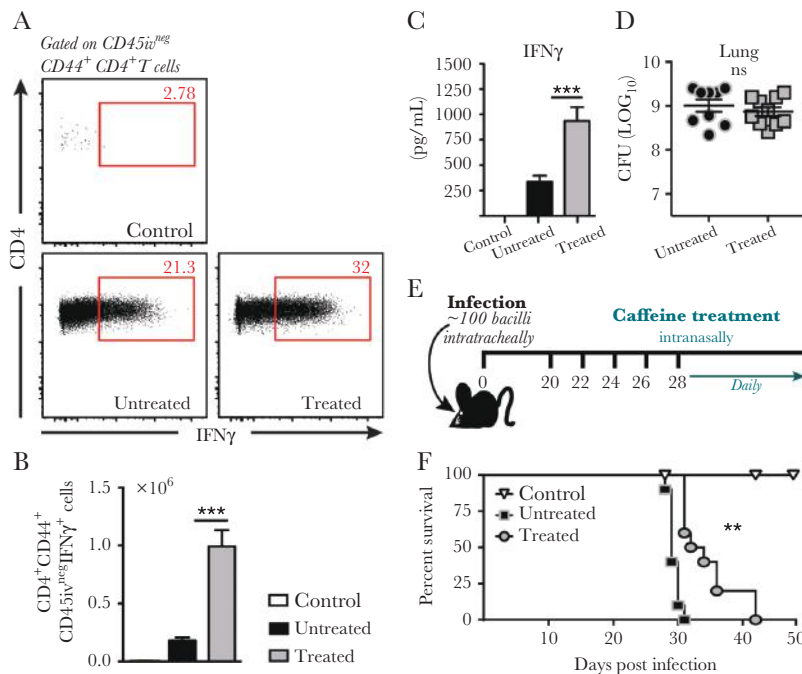 A
Gated on CD45iv^neg
CD44^+ CD4^+T cells
2.78
Control
21.3
Untreated
32
Treated
CD4
IFNγ
B
×10^6
1.5
1.0
0.5
0.0
***
CD4^+CD44^+
CD45iv^negIFNγ^+ cells
Control
Untreated
Treated
C
IFNγ
***
(pg/mL)
1500
1250
1000
750
500
250
Control
Untreated
Treated
D
Lung
ns
CFU (LOG_10)
10
9
8
7
Untreated
Treated
E
Infection
~100 bacilli
intratracheally
Caffeine treatment
intranasally
0 20 22 24 26 28
Daily
F
Percent survival
100
75
50
25
0
Control
Untreated
Treated
**
10 20 30 40 50
Days post infection